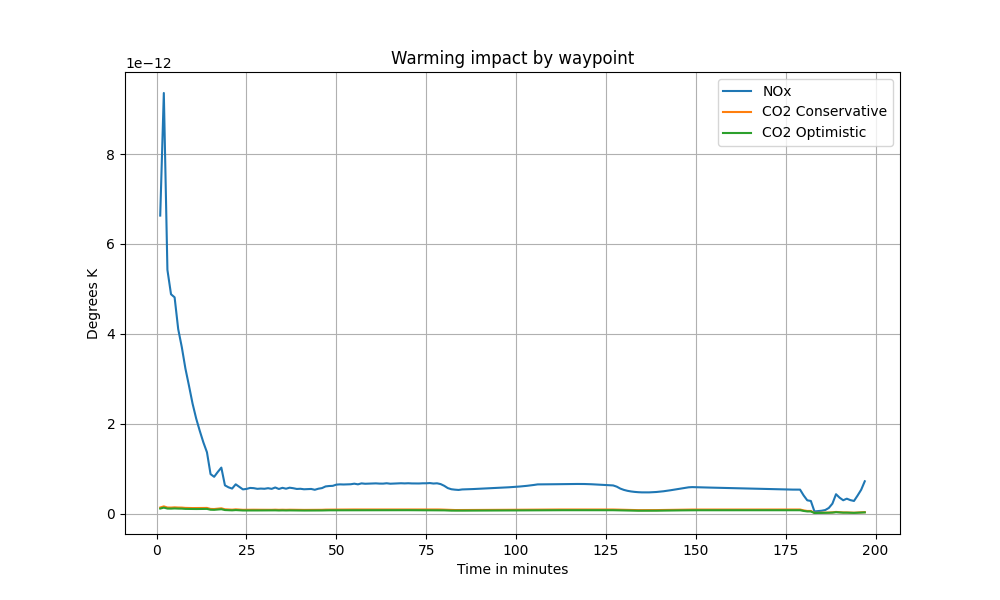 Warming impact by waypoint
1e−12
NOx
CO2 Conservative
CO2 Optimistic
8
6
4
2
0
Degrees K
0 25 50 75 100 125 150 175 200
Time in minutes